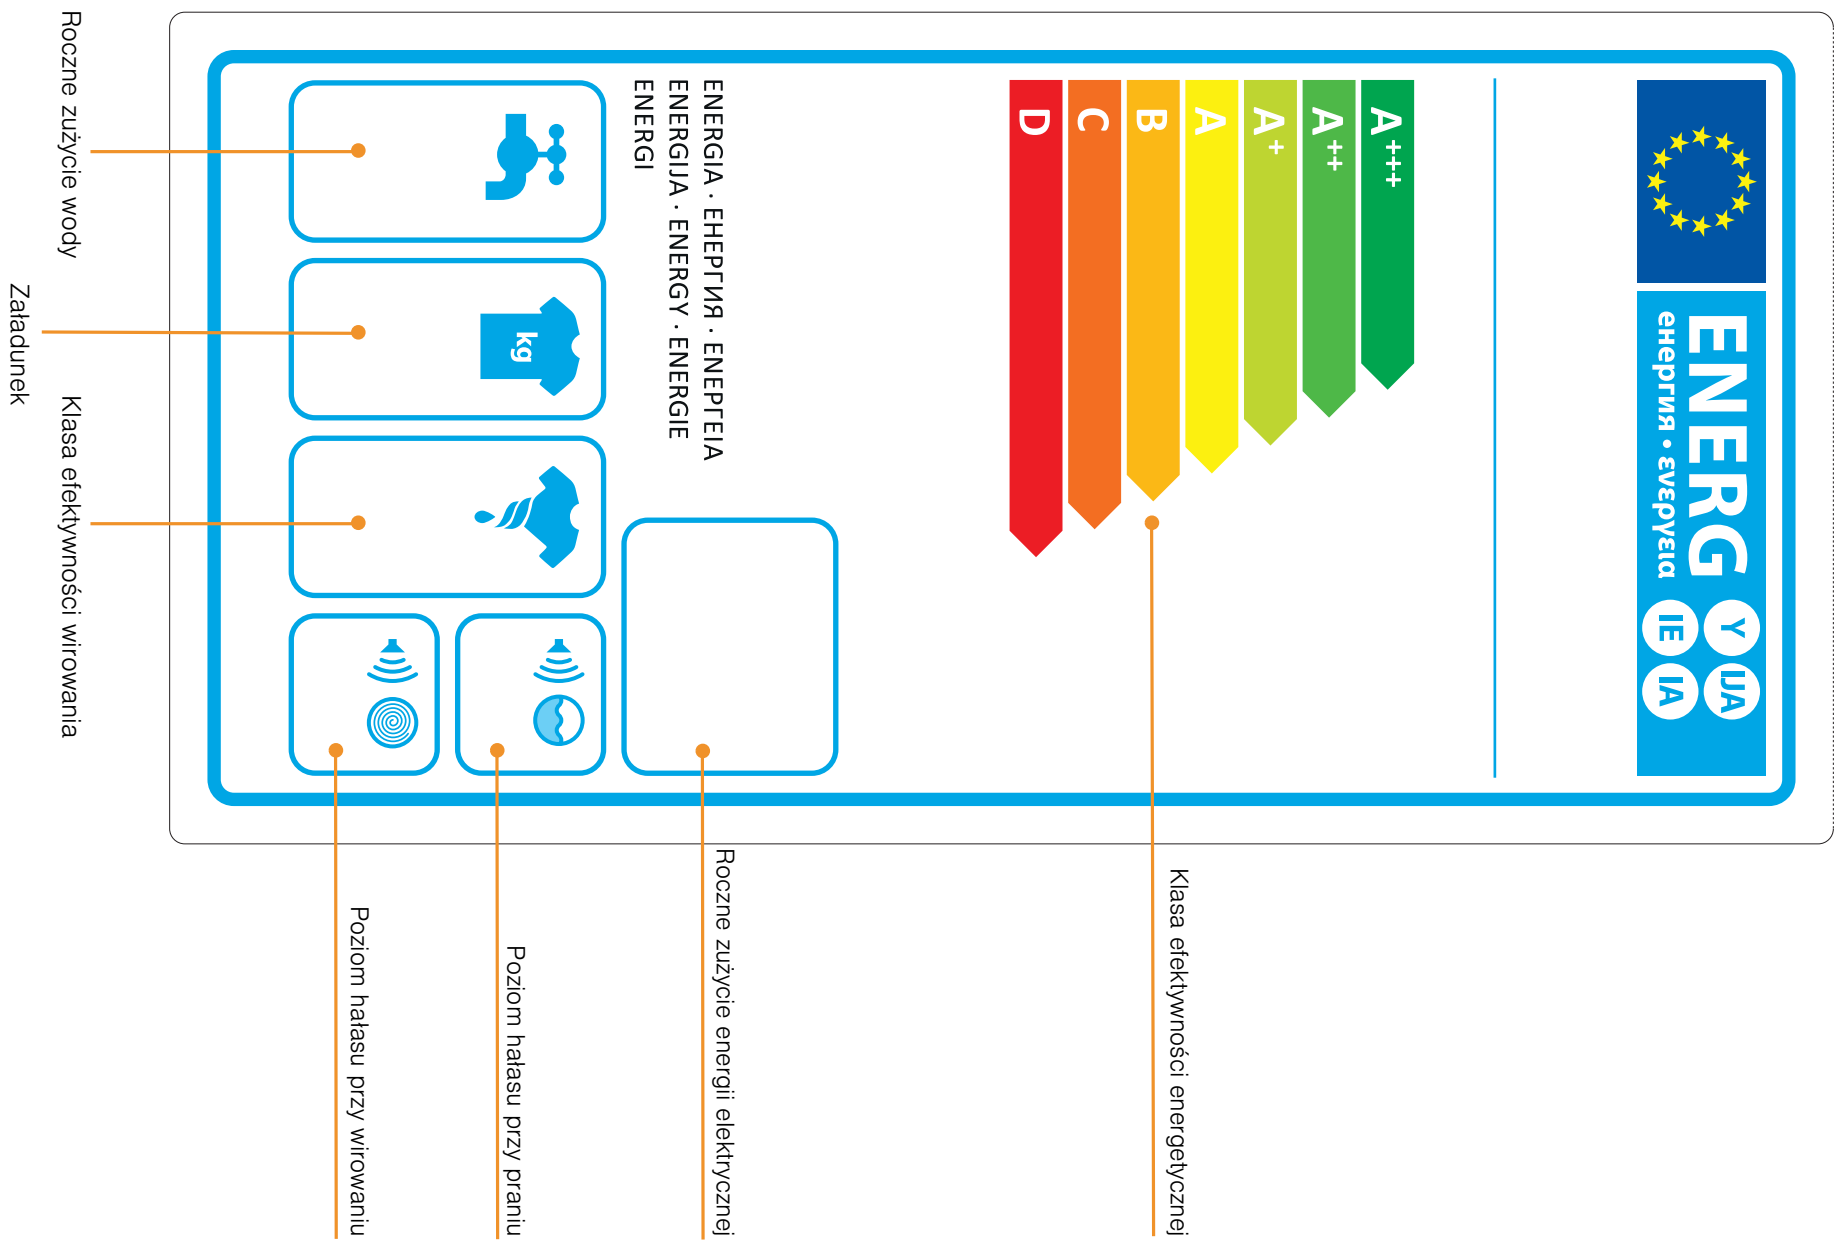 ENERG
Y
IJA
енергия · ενεργεια
IE
IA
A+++
A++
A+
A
B
C
D
Klasa efektywności energetycznej
ENERGIA · ЕНЕРГИЯ · ΕΝΕΡΓΕΙΑ
ENERGIJA · ENERGY · ENERGIE
ENERGI
Roczne zużycie energii elektrycznej
kg
Roczne zużycie wody
Załadunek
Klasa efektywności wirowania
Poziom hałasu przy praniu
Poziom hałasu przy wirowaniu